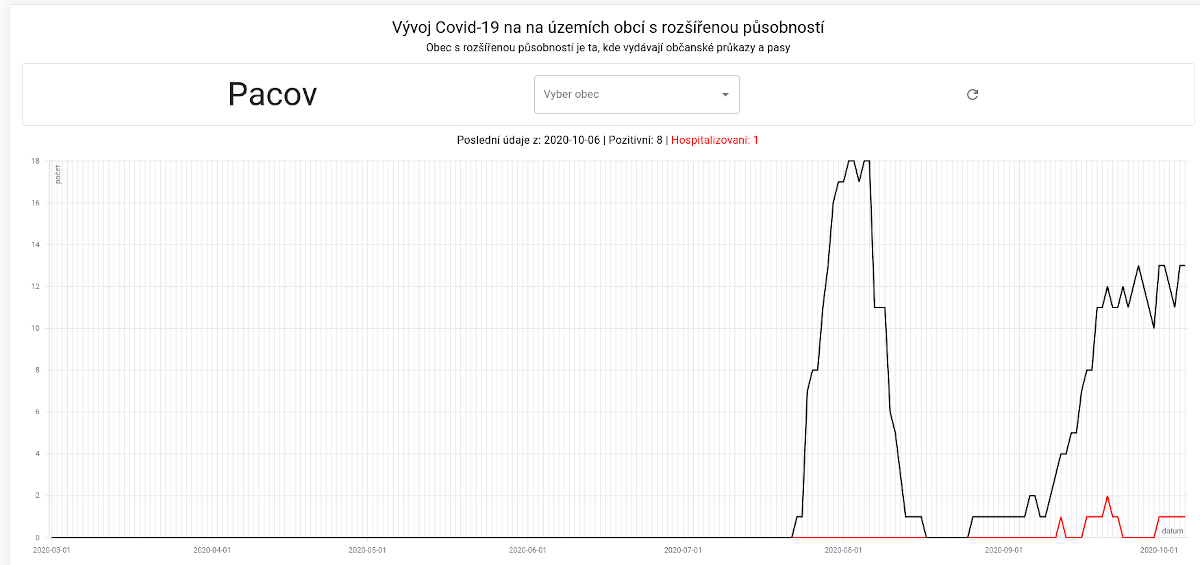 Vývoj Covid-19 na na územích obcí s rozšířenou působností
Obec s rozšířenou působností je ta, kde vydávají občanské průkazy a pasy
Pacov
Vyber obec
Poslední údaje z: 2020-10-06 | Pozitivní: 8 | Hospitalizovaní: 1
počet
18
16
14
12
10
8
6
4
2
0
datum
2020-03-01 2020-04-01 2020-05-01 2020-06-01 2020-07-01 2020-08-01 2020-09-01 2020-10-01